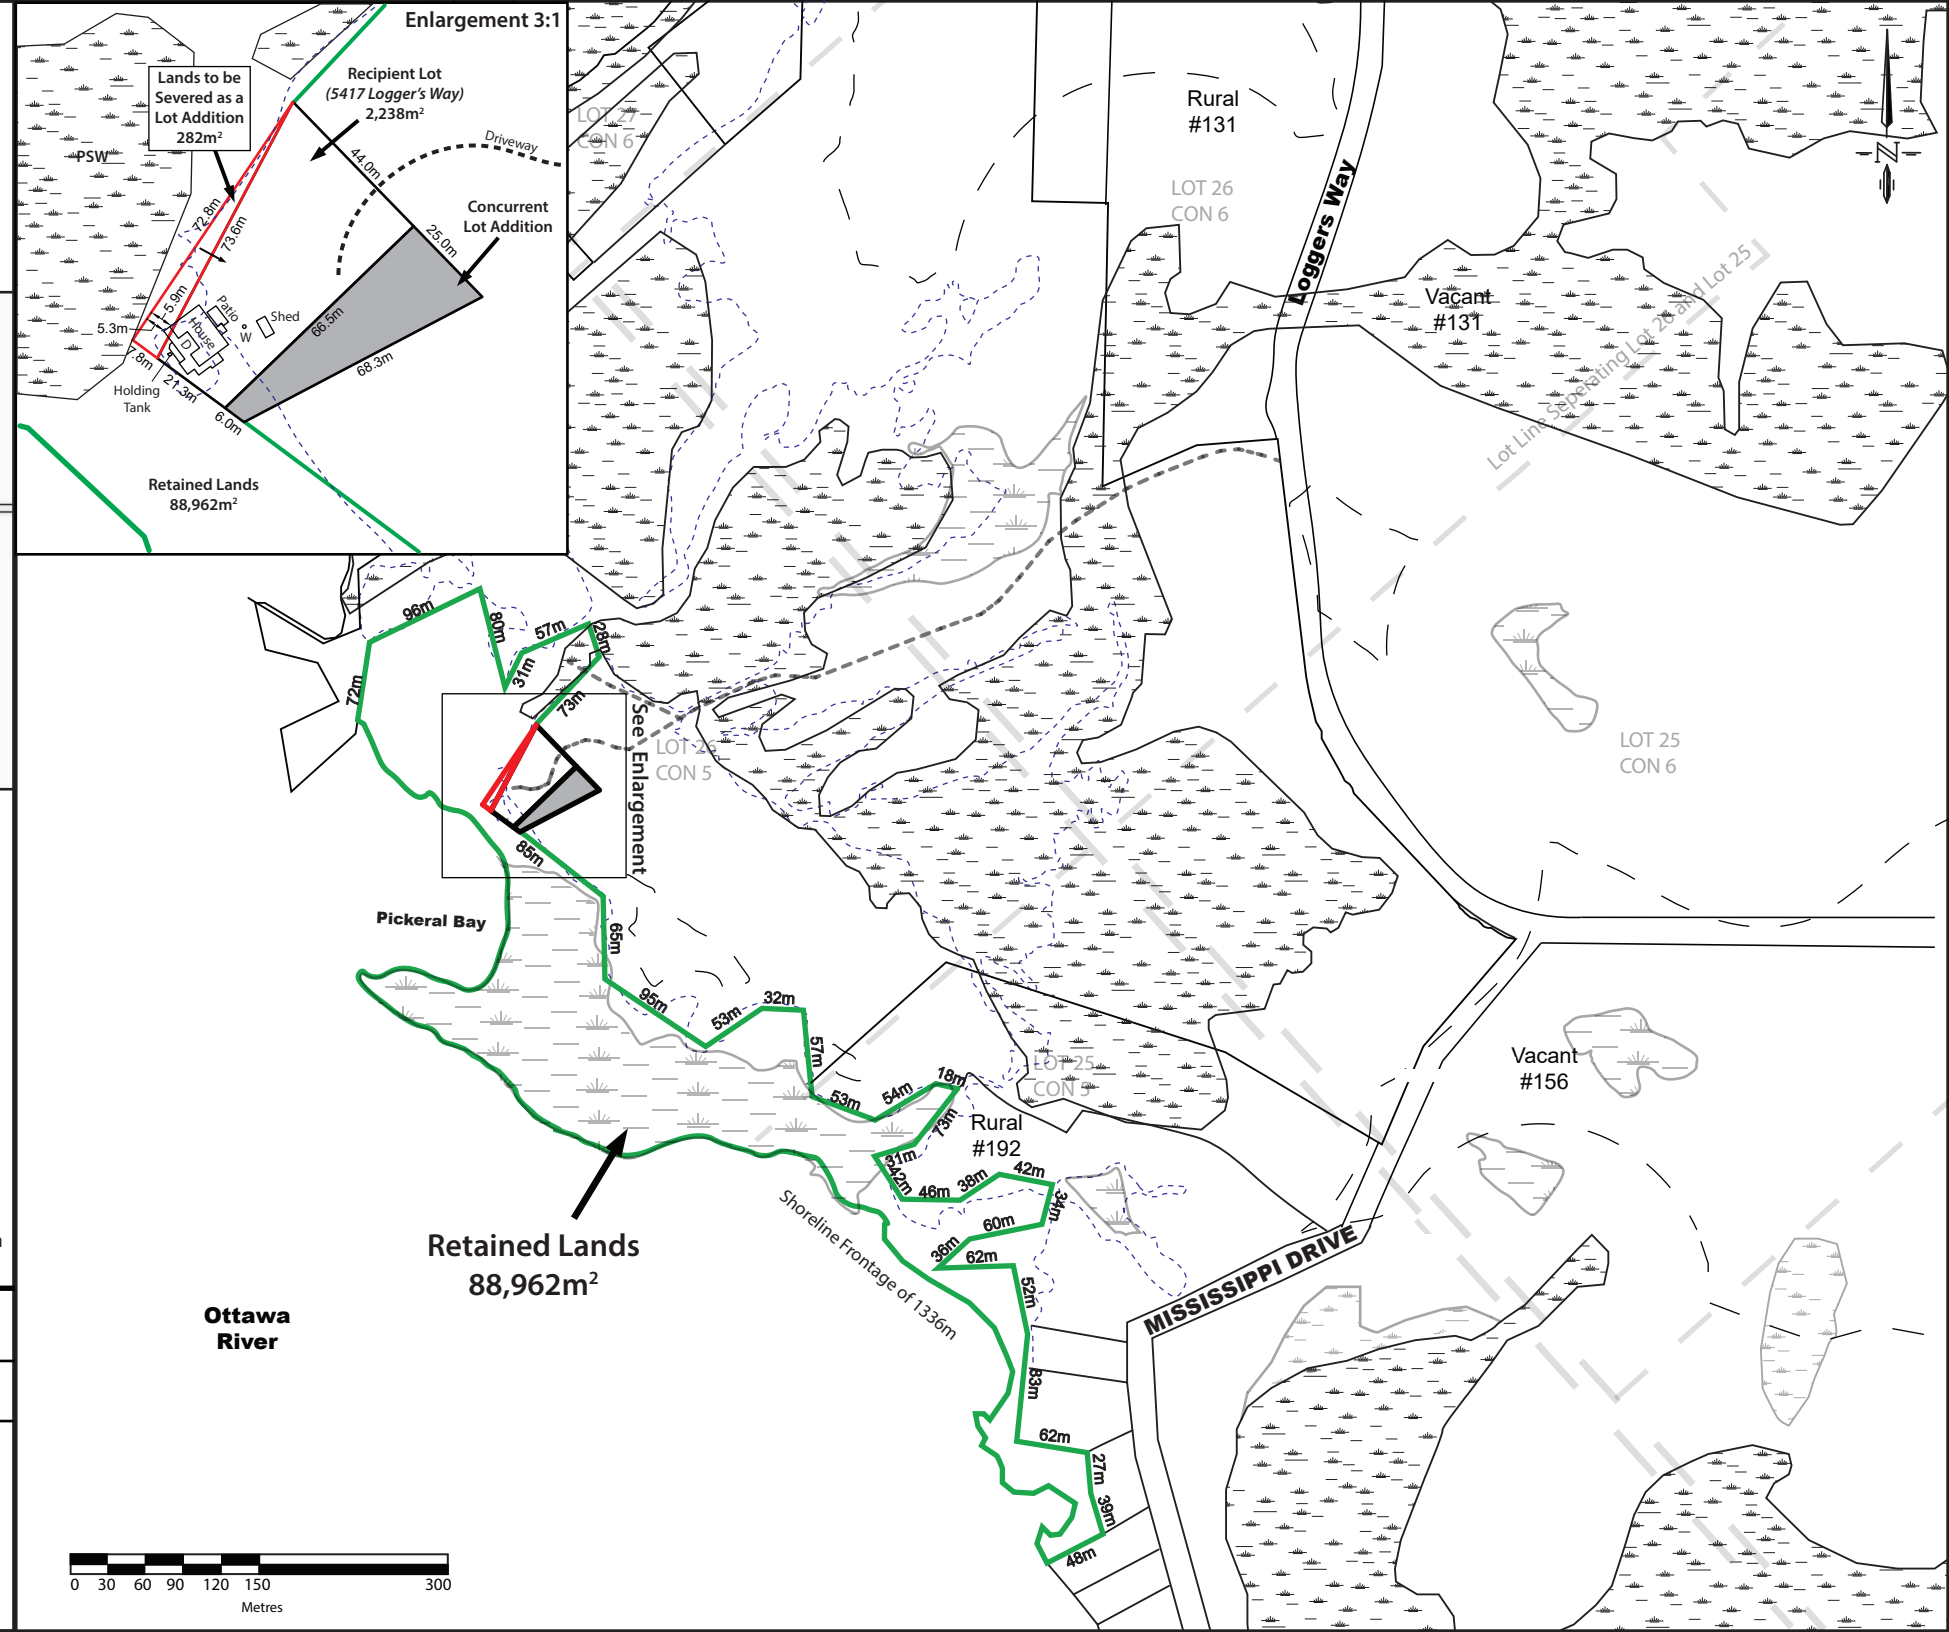 Enlargement 3:1
Lands to be
Severed as a
Lot Addition
282m²
Recipient Lot
(5417 Logger's Way)
2,238m²
PSW
Driveway
44.0m
Concurrent
Lot Addition
25.0m
72.8m
73.6m
5.9m
5.3m
7.8m
Patio
House
D
W
Shed
66.5m
68.3m
Holding
Tank
21.3m
6.0m
Retained Lands
88,962m²
LOT 27
CON 6
Rural
#131
LOT 26
CON 6
Loggers Way
N
Vacant
#131
Lot Line Seperating Lot 26 and Lot 25
96m
80m
57m
28m
31m
72m
73m
See Enlargement
LOT 26
CON 5
LOT 25
CON 6
85m
Pickeral Bay
65m
95m
53m
32m
57m
53m
54m
18m
73m
LOT 25
CON 5
Rural
#192
Vacant
#156
31m
42m
46m
38m
42m
34m
60m
36m
62m
52m
Shoreline Frontage of 1336m
Retained Lands
88,962m²
Ottawa
River
MISSISSIPPI DRIVE
83m
62m
27m
39m
48m
0 30 60 90 120 150 300
Metres